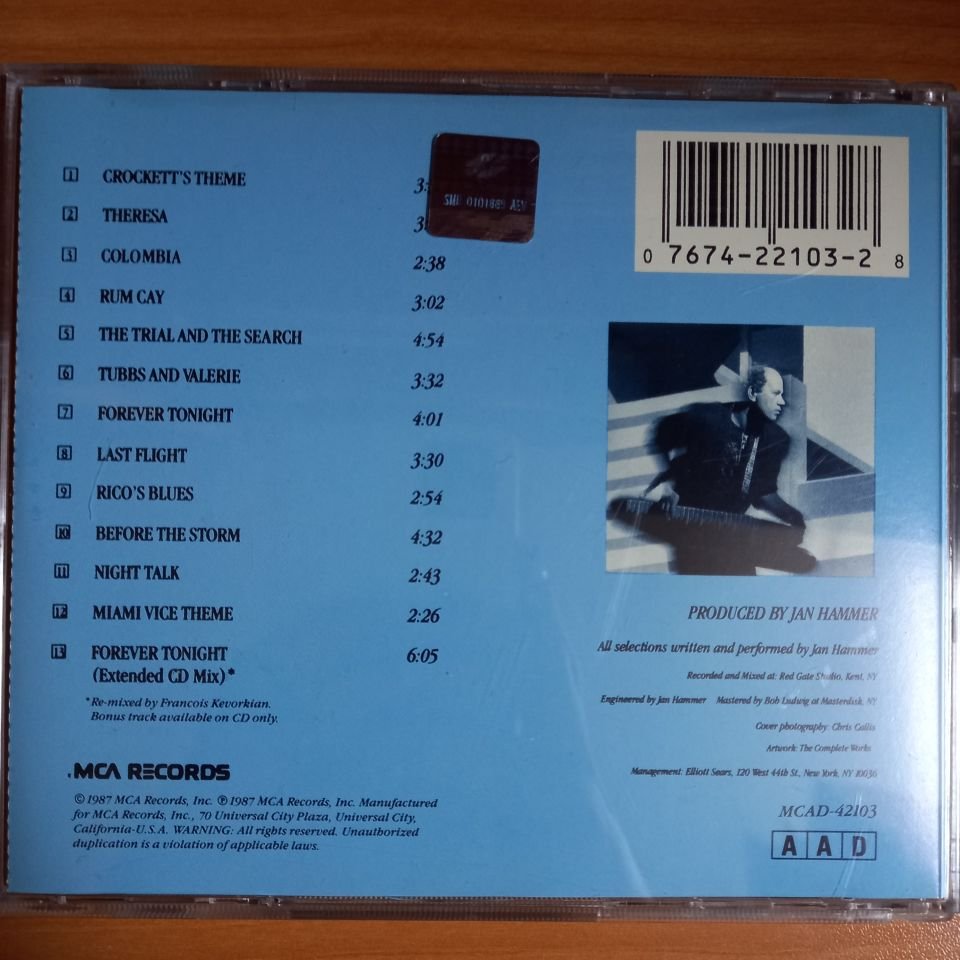 1 CROCKETT'S THEME 3:
2 THERESA 3
3 COLOMBIA 2:38
4 RUM CAY 3:02
5 THE TRIAL AND THE SEARCH 4:54
6 TUBBS AND VALERIE 3:32
7 FOREVER TONIGHT 4:01
8 LAST FLIGHT 3:30
9 RICO'S BLUES 2:54
10 BEFORE THE STORM 4:32
11 NIGHT TALK 2:43
12 MIAMI VICE THEME 2:26
13 FOREVER TONIGHT 6:05
(Extended CD Mix)*
*Re-mixed by Francois Kevorkian.
Bonus track available on CD only.
MCA RECORDS
©1987 MCA Records, Inc. ℗1987 MCA Records, Inc. Manufactured
for MCA Records, Inc., 70 Universal City Plaza, Universal City,
California-U.S.A. WARNING: All rights reserved. Unauthorized
duplication is a violation of applicable laws.
0 7674-22103-2 8
PRODUCED BY JAN HAMMER
All selections written and performed by Jan Hammer
Recorded and Mixed at: Red Gate Studio, Kent, NY
Engineered by Jan Hammer Mastered by Bob Ludwig at Masterdisk, NY
Cover photography: Chris Callis
Artwork: The Complete Works
Management: Elliott Sears, 120 West 44th St., New York, NY 10036
MCAD-42103
AAD